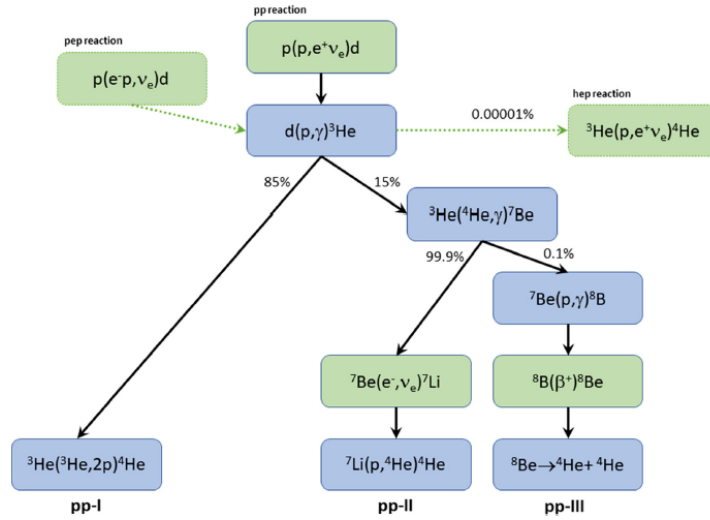 pp reaction
pep reaction
p(p,e⁺νₑ)d
p(e⁻p,νₑ)d
hep reaction
0.00001%
d(p,γ)³He
³He(p,e⁺νₑ)⁴He
85%
15%
³He(⁴He,γ)⁷Be
99.9%
0.1%
⁷Be(p,γ)⁸B
⁷Be(e⁻,νₑ)⁷Li
⁸B(β⁺)⁸Be
³He(³He,2p)⁴He
⁷Li(p,⁴He)⁴He
⁸Be→⁴He+ ⁴He
pp-I
pp-II
pp-III